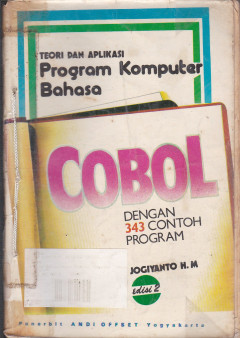 TEORI DAN APLIKASI
Program Komputer
Bahasa
COBOL
DENGAN
343 CONTOH
PROGRAM
JOGIYANTO H. M
edisi 2
Penerbit ANDI OFFSET Yogyakarta